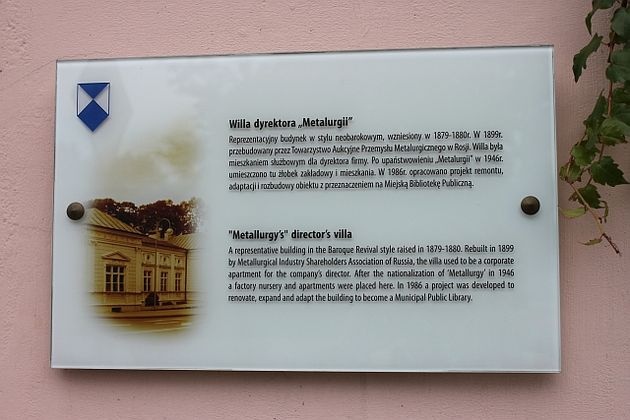 Willa dyrektora „Metalurgii”
Reprezentacyjny budynek w stylu neobarokowym, wzniesiony w 1879-1880r. W 1899r.
przebudowany przez Towarzystwo Aukcyjne Przemysłu Metalurgicznego w Rosji. Willa była
mieszkaniem służbowym dla dyrektora firmy. Po upaństwowieniu „Metalurgii” w 1946r.
umieszczono tu żłobek zakładowy i mieszkania. W 1986r. opracowano projekt remontu,
adaptacji i rozbudowy obiektu z przeznaczeniem na Miejską Bibliotekę Publiczną.
"Metallurgy's" director's villa
A representative building in the Baroque Revival style raised in 1879-1880. Rebuilt in 1899
by Metallurgical Industry Shareholders Association of Russia, the villa used to be a corporate
apartment for the company's director. After the nationalization of 'Metallurgy' in 1946
a factory nursery and apartments were placed here. In 1986 a project was developed to
renovate, expand and adapt the building to become a Municipal Public Library.